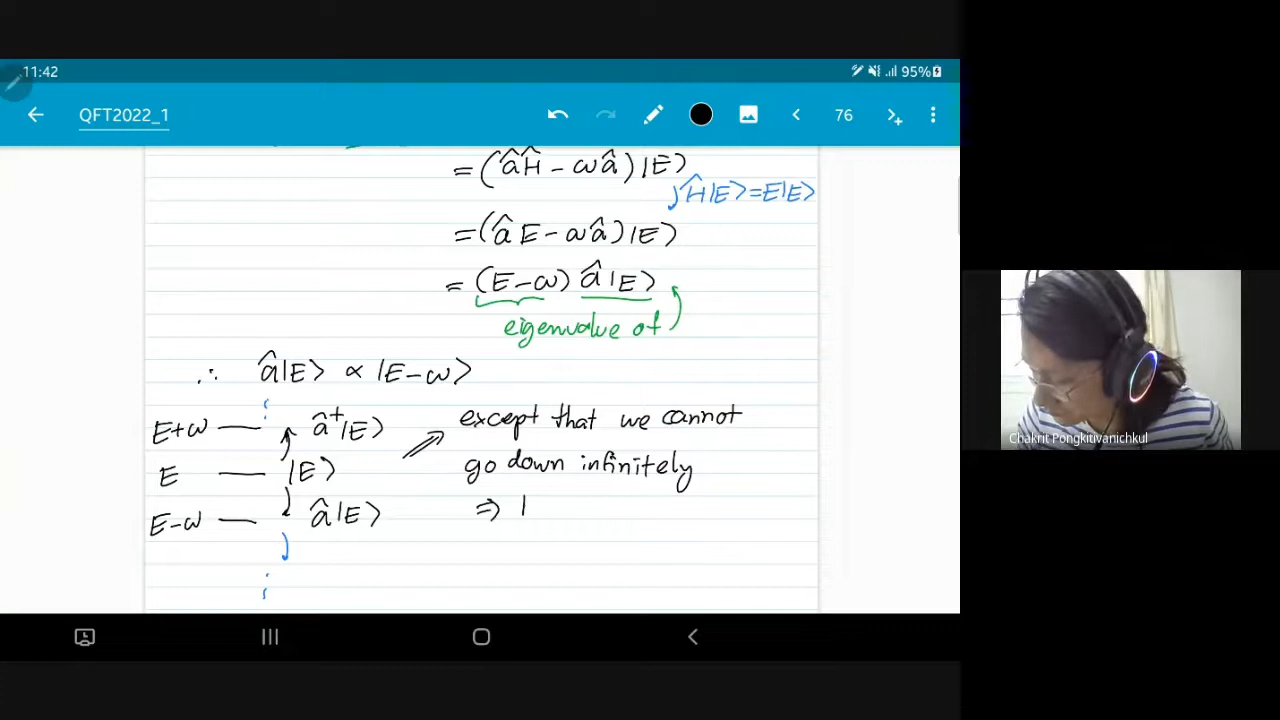 11:42
95%
QFT2022_1
76
= (âĤ - ωâ) |E⟩
Ĥ|E⟩ = E|E⟩
= (âE - ωâ) |E⟩
= (E - ω) â|E⟩
eigenvalue of
∴ â|E⟩ ∝ |E - ω⟩
E+ω — â†|E⟩
E — |E⟩
E-ω — â|E⟩
except that we cannot
go down infinitely
⇒ |
Chakrit Pongkitivanichkul